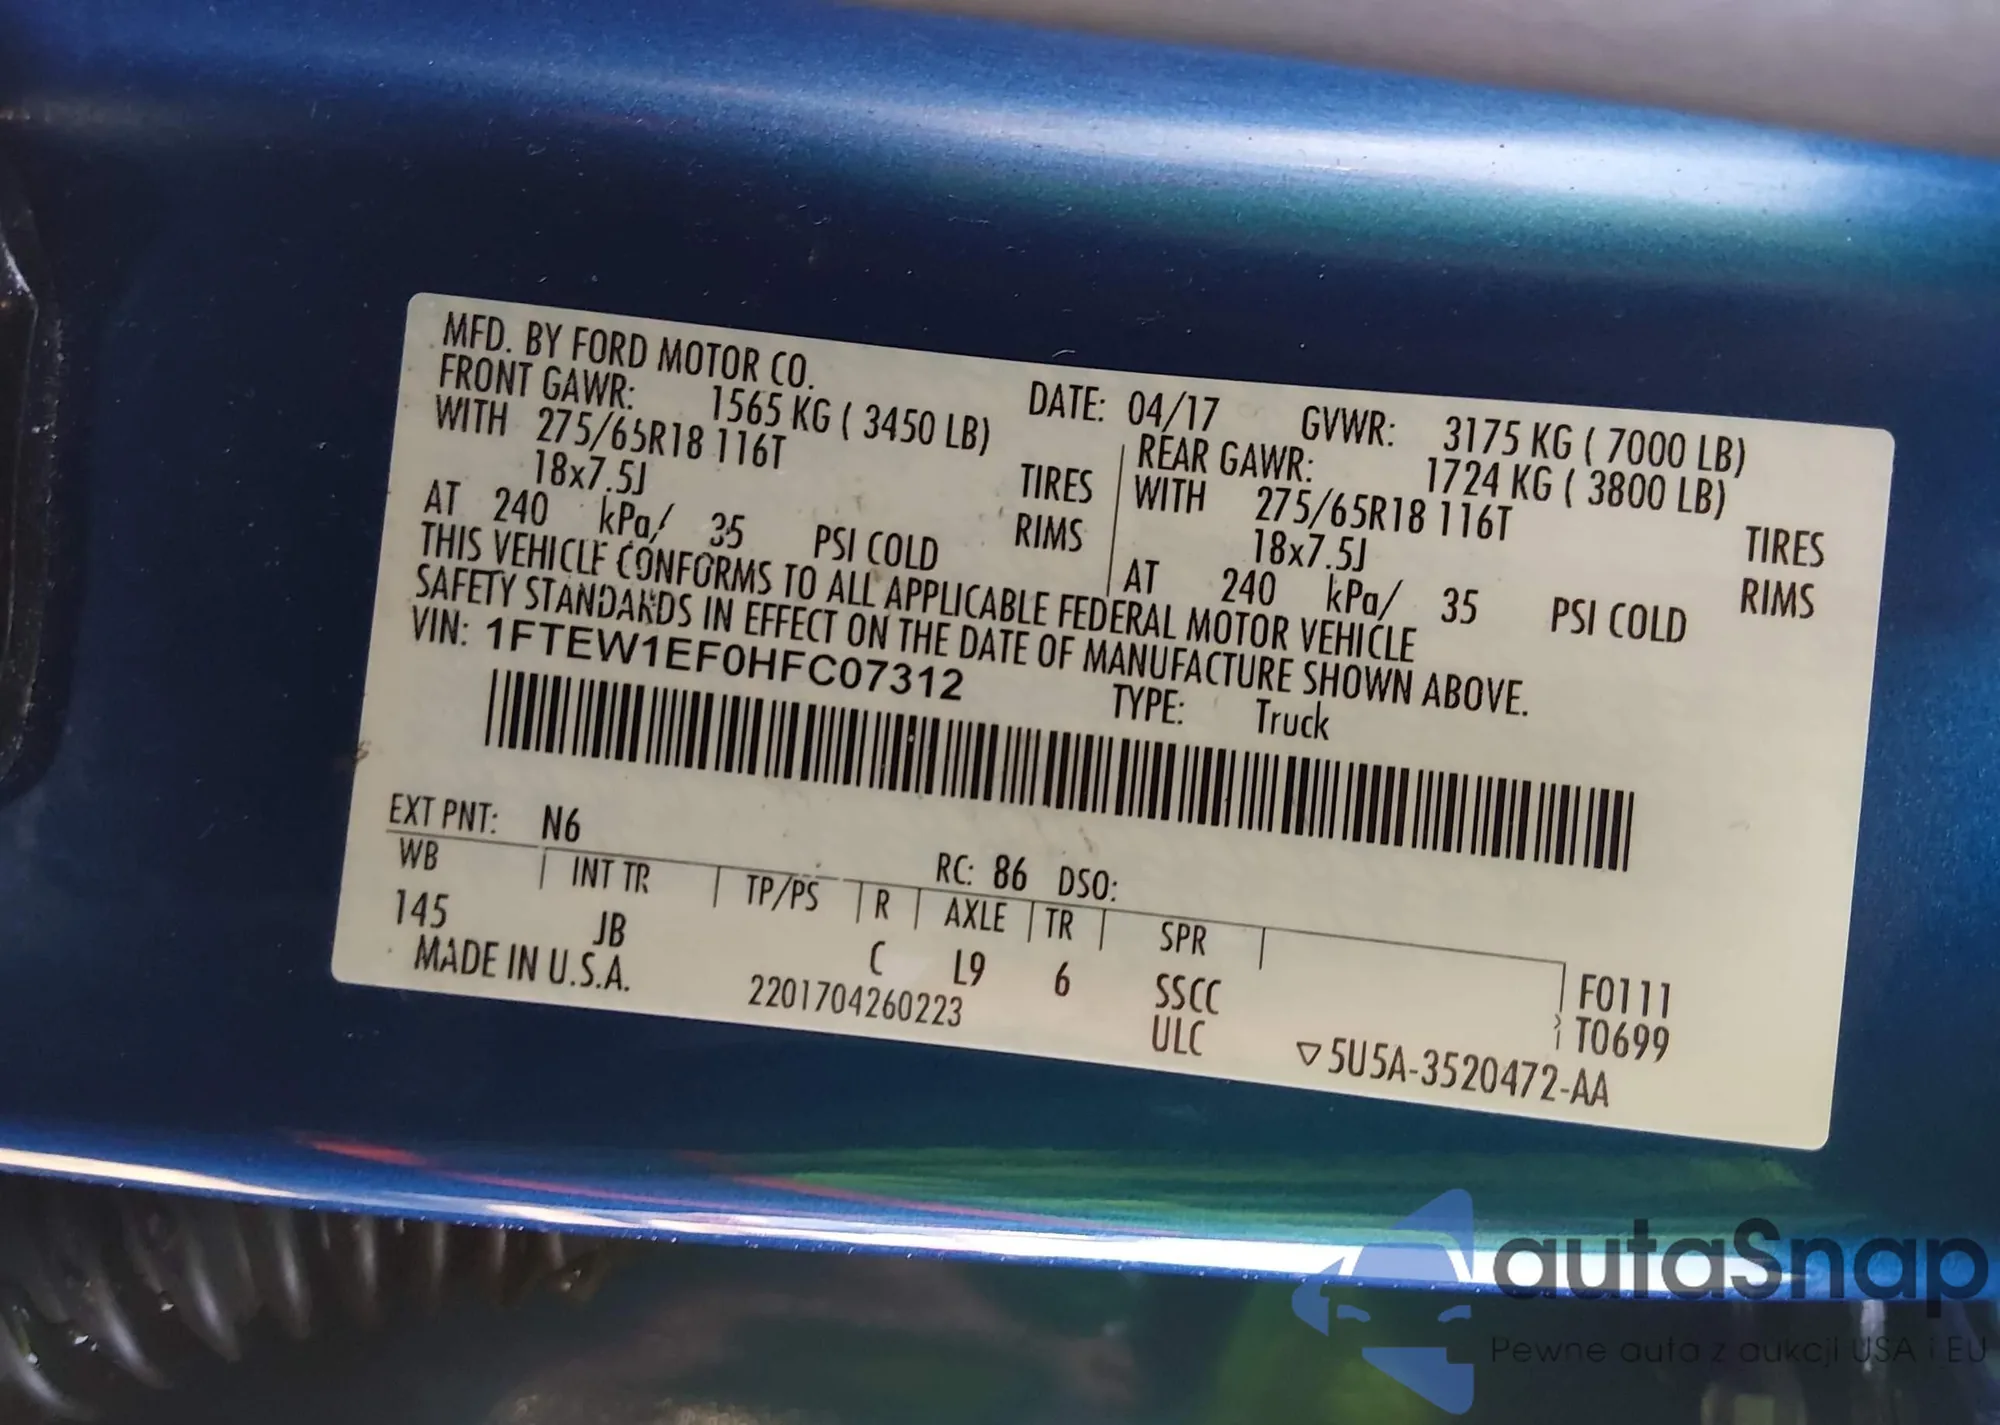 MFD. BY FORD MOTOR CO.
DATE: 04/17 GVWR: 3175 KG ( 7000 LB)
FRONT GAWR: 1565 KG ( 3450 LB) REAR GAWR: 1724 KG ( 3800 LB)
WITH 275/65R18 116T TIRES WITH 275/65R18 116T TIRES
18x7.5J RIMS 18x7.5J RIMS
AT 240 kPa/ 35 PSI COLD AT 240 kPa/ 35 PSI COLD
THIS VEHICLE CONFORMS TO ALL APPLICABLE FEDERAL MOTOR VEHICLE
SAFETY STANDARDS IN EFFECT ON THE DATE OF MANUFACTURE SHOWN ABOVE.
VIN: 1FTEW1EF0HFC07312 TYPE: Truck
EXT PNT: N6 RC: 86 DSO:
WB INT TR TP/PS R AXLE TR SPR
145 JB C L9 6 SSCC F0111
ULC T0699
MADE IN U.S.A. 2201704260223 ▽5U5A-3520472-AA
autaSnap
Pewne auta z aukcji USA i EU